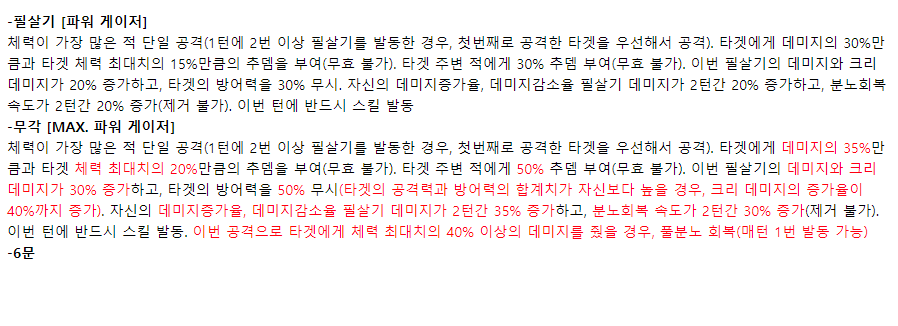 -필살기 [파워 게이저]
체력이 가장 많은 적 단일 공격(1턴에 2번 이상 필살기를 발동한 경우, 첫번째로 공격한 타겟을 우선해서 공격). 타겟에게 데미지의 30%만
큼과 타겟 체력 최대치의 15%만큼의 추뎀을 부여(무효 불가). 타겟 주변 적에게 30% 추뎀 부여(무효 불가). 이번 필살기의 데미지와 크리
데미지가 20% 증가하고, 타겟의 방어력을 30% 무시. 자신의 데미지증가율, 데미지감소율 필살기 데미지가 2턴간 20% 증가하고, 분노회복
속도가 2턴간 20% 증가(제거 불가). 이번 턴에 반드시 스킬 발동
-무각 [MAX. 파워 게이저]
체력이 가장 많은 적 단일 공격(1턴에 2번 이상 필살기를 발동한 경우, 첫번째로 공격한 타겟을 우선해서 공격). 타겟에게 데미지의 35%만
큼과 타겟 체력 최대치의 20%만큼의 추뎀을 부여(무효 불가). 타겟 주변 적에게 50% 추뎀 부여(무효 불가). 이번 필살기의 데미지와 크리
데미지가 30% 증가하고, 타겟의 방어력을 50% 무시(타겟의 공격력과 방어력의 합계치가 자신보다 높을 경우, 크리 데미지의 증가율이
40%까지 증가). 자신의 데미지증가율, 데미지감소율 필살기 데미지가 2턴간 35% 증가하고, 분노회복 속도가 2턴간 30% 증가(제거 불가).
이번 턴에 반드시 스킬 발동. 이번 공격으로 타겟에게 체력 최대치의 40% 이상의 데미지를 줬을 경우, 풀분노 회복(매턴 1번 발동 가능)
-6문